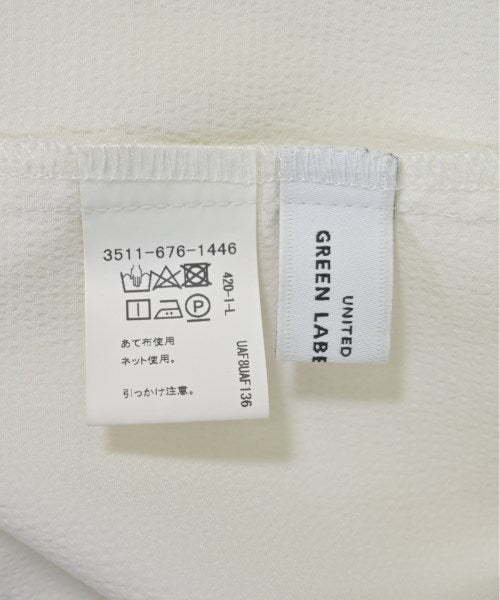 3511-676-1446
P
あて布使用
ネット使用。
引っかけ注意。
420-1-L
UAF8UAF136
UNITED
GREEN LABE